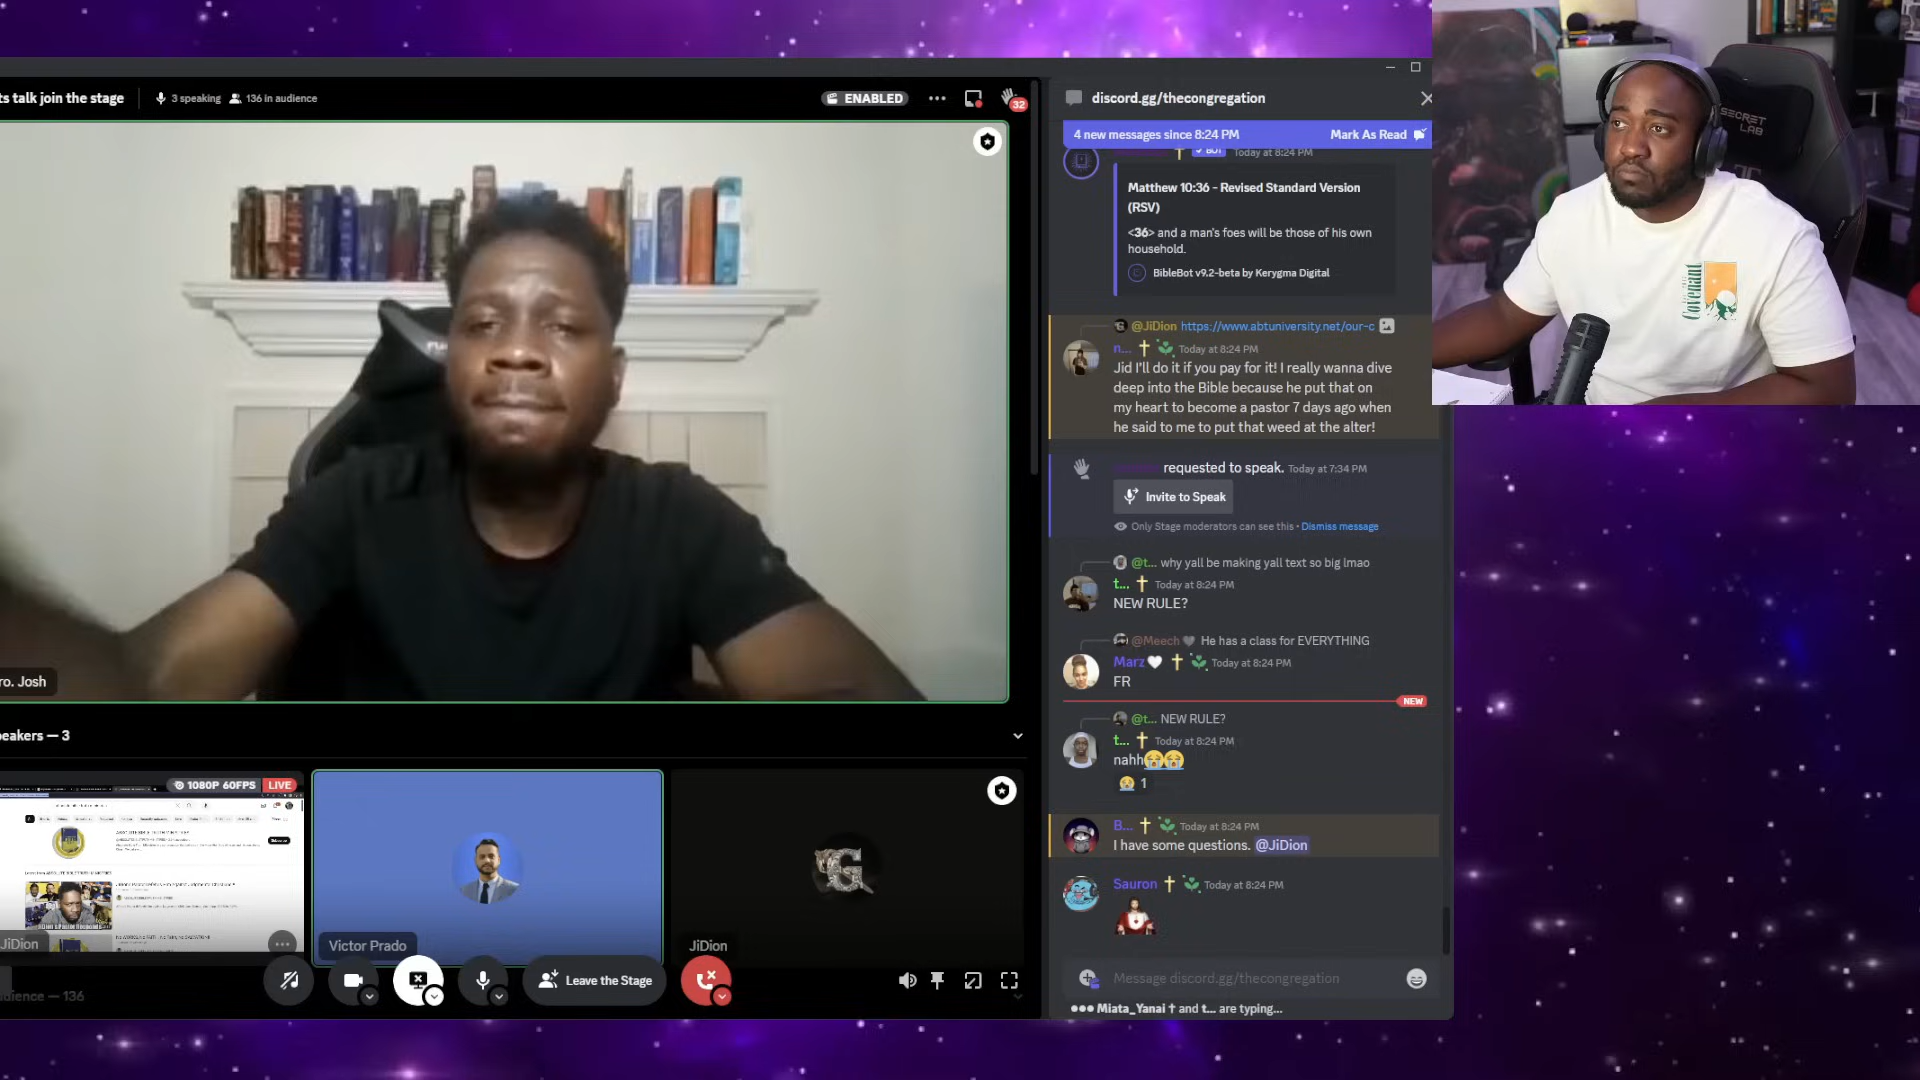 ts talk join the stage
3 speaking 136 in audience
ENABLED
32
ro. Josh
peakers — 3
1080P 60FPS LIVE
JiDion
Victor Prado
JiDion
Leave the Stage
dience — 136
discord.gg/thecongregation
4 new messages since 8:24 PM Mark As Read
BOT Today at 8:24 PM
Matthew 10:36 - Revised Standard Version
(RSV)
<36> and a man's foes will be those of his own
household.
BibleBot v9.2-beta by Kerygma Digital
@JiDion https://www.abtuniversity.net/our-c
n... Today at 8:24 PM
Jid I'll do it if you pay for it! I really wanna dive
deep into the Bible because he put that on
my heart to become a pastor 7 days ago when
he said to me to put that weed at the alter!
requested to speak. Today at 7:34 PM
Invite to Speak
Only Stage moderators can see this • Dismiss message
@t... why yall be making yall text so big lmao
t... Today at 8:24 PM
NEW RULE?
@Meech He has a class for EVERYTHING
Marz Today at 8:24 PM
FR
NEW
@t... NEW RULE?
t... Today at 8:24 PM
nahh
1
B... Today at 8:24 PM
I have some questions. @JiDion
Sauron Today at 8:24 PM
Message discord.gg/thecongregation
Miata_Yanai and t... are typing...
SECRET
LAB
Covenant